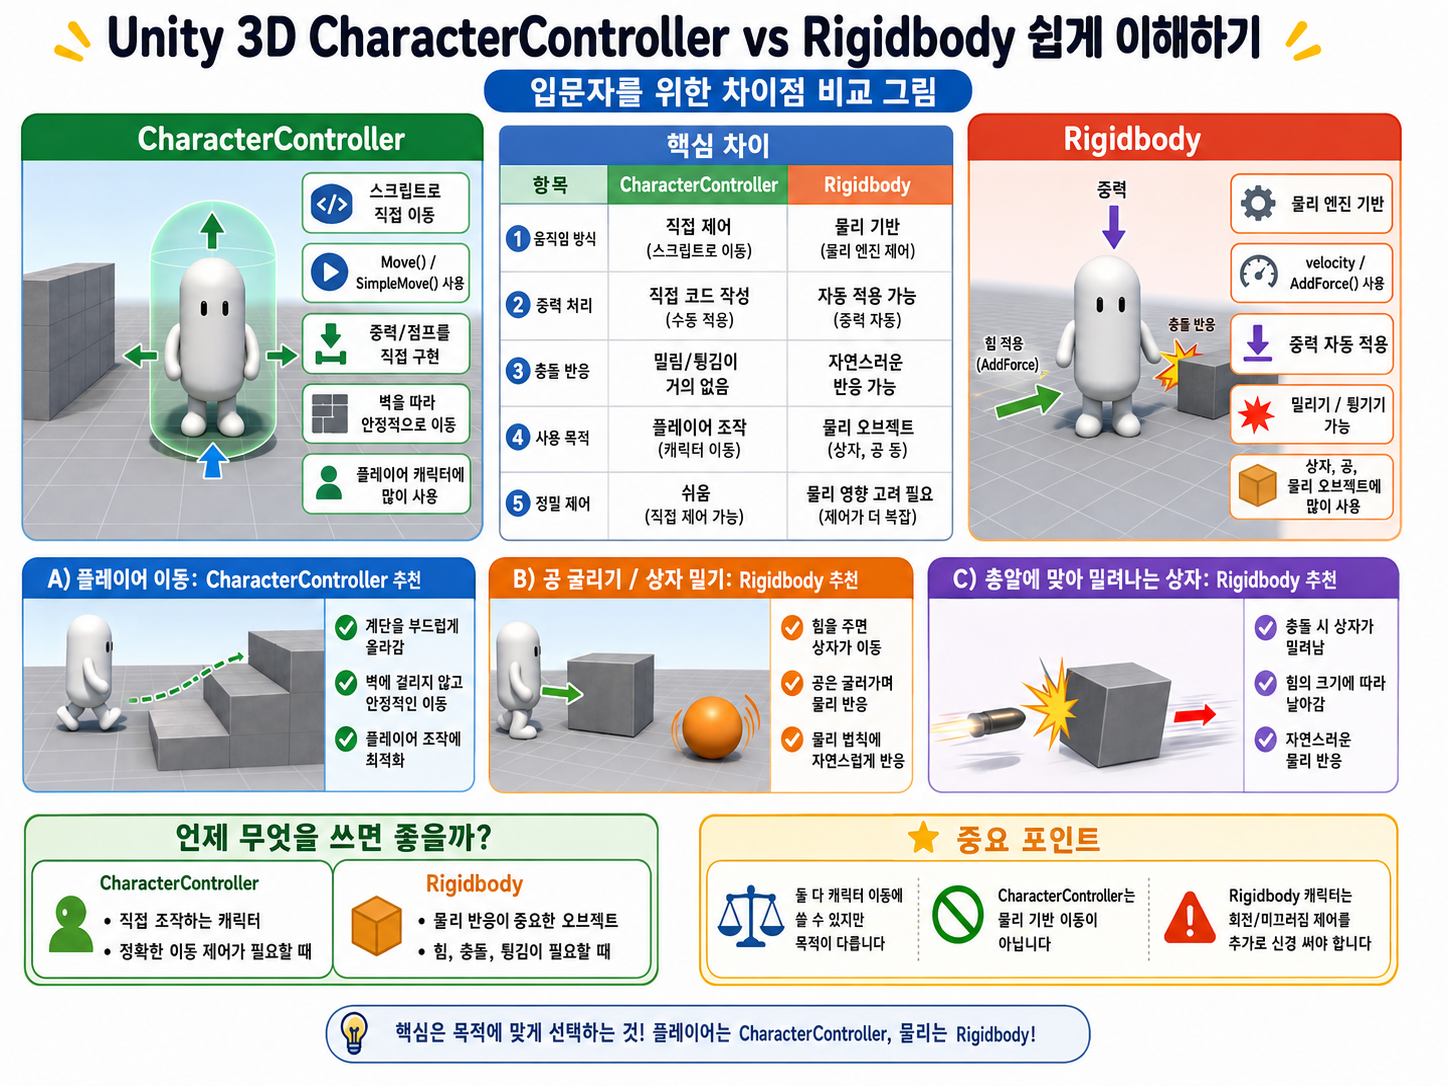 Unity 3D CharacterController vs Rigidbody 쉽게 이해하기
입문자를 위한 차이점 비교 그림
CharacterController
스크립트로
직접 이동
Move() /
SimpleMove() 사용
중력/점프를
직접 구현
벽을 따라
안정적으로 이동
플레이어 캐릭터에
많이 사용
핵심 차이
항목 CharacterController Rigidbody
1 움직임 방식 직접 제어 (스크립트로 이동) 물리 기반 (물리 엔진 제어)
2 중력 처리 직접 코드 작성 (수동 적용) 자동 적용 가능 (중력 자동)
3 충돌 반응 밀림/튕김이 거의 없음 자연스러운 반응 가능
4 사용 목적 플레이어 조작 (캐릭터 이동) 물리 오브젝트 (상자, 공 등)
5 정밀 제어 쉬움 (직접 제어 가능) 물리 영향 고려 필요 (제어가 더 복잡)
Rigidbody
중력
힘 적용
(AddForce)
충돌 반응
물리 엔진 기반
velocity /
AddForce() 사용
중력 자동 적용
밀리기 / 튕기기
가능
상자, 공,
물리 오브젝트에
많이 사용
A) 플레이어 이동: CharacterController 추천
계단을 부드럽게
올라감
벽에 걸리지 않고
안정적인 이동
플레이어 조작에
최적화
B) 공 굴리기 / 상자 밀기: Rigidbody 추천
힘을 주면
상자가 이동
공은 굴러가며
물리 반응
물리 법칙에
자연스럽게 반응
C) 총알에 맞아 밀려나는 상자: Rigidbody 추천
충돌 시 상자가
밀려남
힘의 크기에 따라
날아감
자연스러운
물리 반응
언제 무엇을 쓰면 좋을까?
CharacterController
• 직접 조작하는 캐릭터
• 정확한 이동 제어가 필요할 때
Rigidbody
• 물리 반응이 중요한 오브젝트
• 힘, 충돌, 튕김이 필요할 때
중요 포인트
둘 다 캐릭터 이동에
쓸 수 있지만
목적이 다릅니다
CharacterController는
물리 기반 이동이
아닙니다
Rigidbody 캐릭터는
회전/미끄러짐 제어를
추가로 신경 써야 합니다
핵심은 목적에 맞게 선택하는 것! 플레이어는 CharacterController, 물리는 Rigidbody!